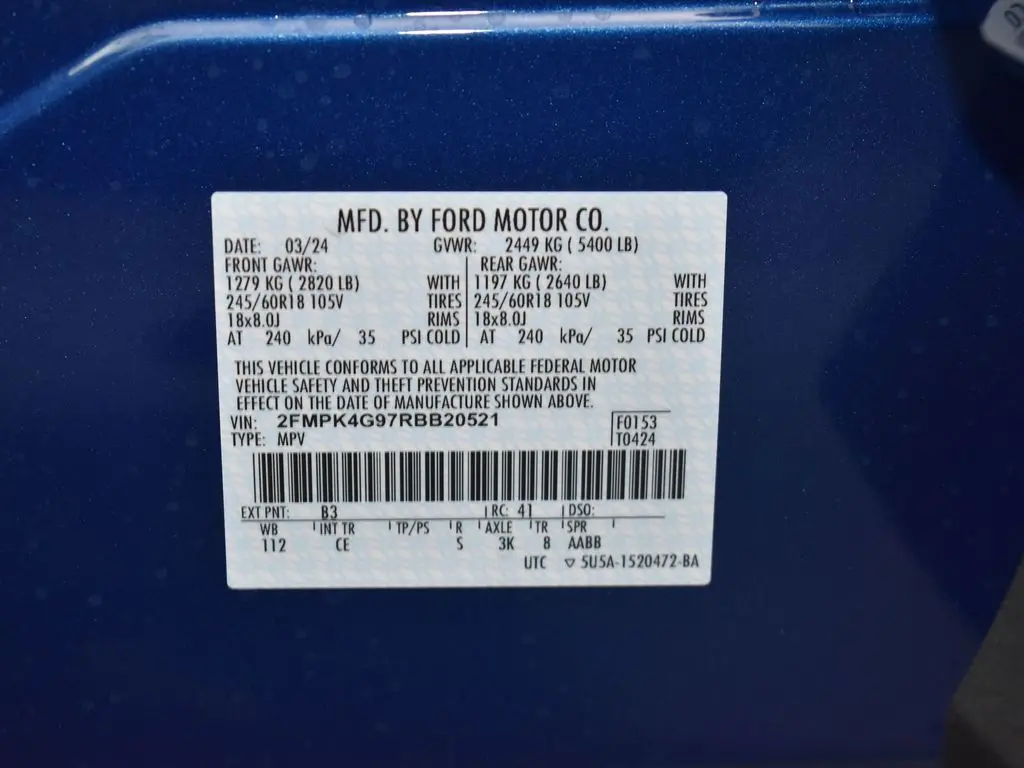 MFD. BY FORD MOTOR CO.
DATE: 03/24 GVWR: 2449 KG ( 5400 LB)
FRONT GAWR: REAR GAWR:
1279 KG ( 2820 LB) WITH 1197 KG ( 2640 LB) WITH
245/60R18 105V TIRES 245/60R18 105V TIRES
18x8.0J RIMS 18x8.0J RIMS
AT 240 kPa/ 35 PSI COLD AT 240 kPa/ 35 PSI COLD
THIS VEHICLE CONFORMS TO ALL APPLICABLE FEDERAL MOTOR
VEHICLE SAFETY AND THEFT PREVENTION STANDARDS IN
EFFECT ON THE DATE OF MANUFACTURE SHOWN ABOVE.
VIN: 2FMPK4G97RBB20521 F0153
TYPE: MPV T0424
EXT PNT: B3 RC: 41 DSO:
WB INT TR TP/PS R AXLE TR SPR
112 CE S 3K 8 AABB
UTC ▽ 5U5A-1520472-BA